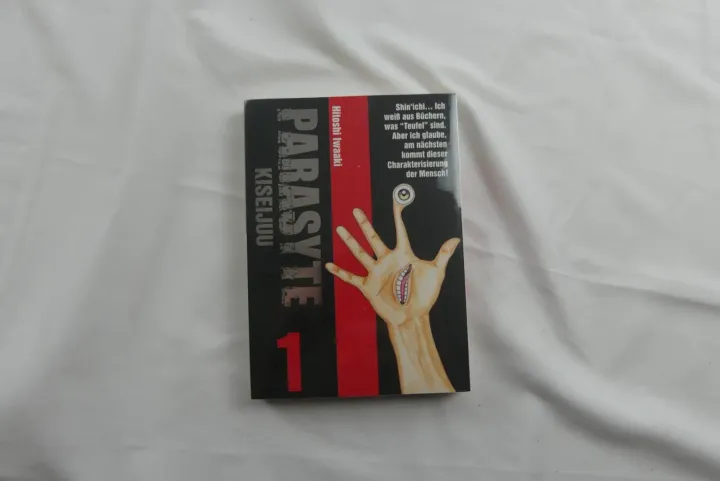 PARASYTE
KISEIJUU
Hitoshi Iwaaki
Shin'ichi... Ich
weiß aus Büchern,
was "Teufel" sind.
Aber ich glaube,
am nächsten
kommt dieser
Charakterisierung
der Mensch!
1